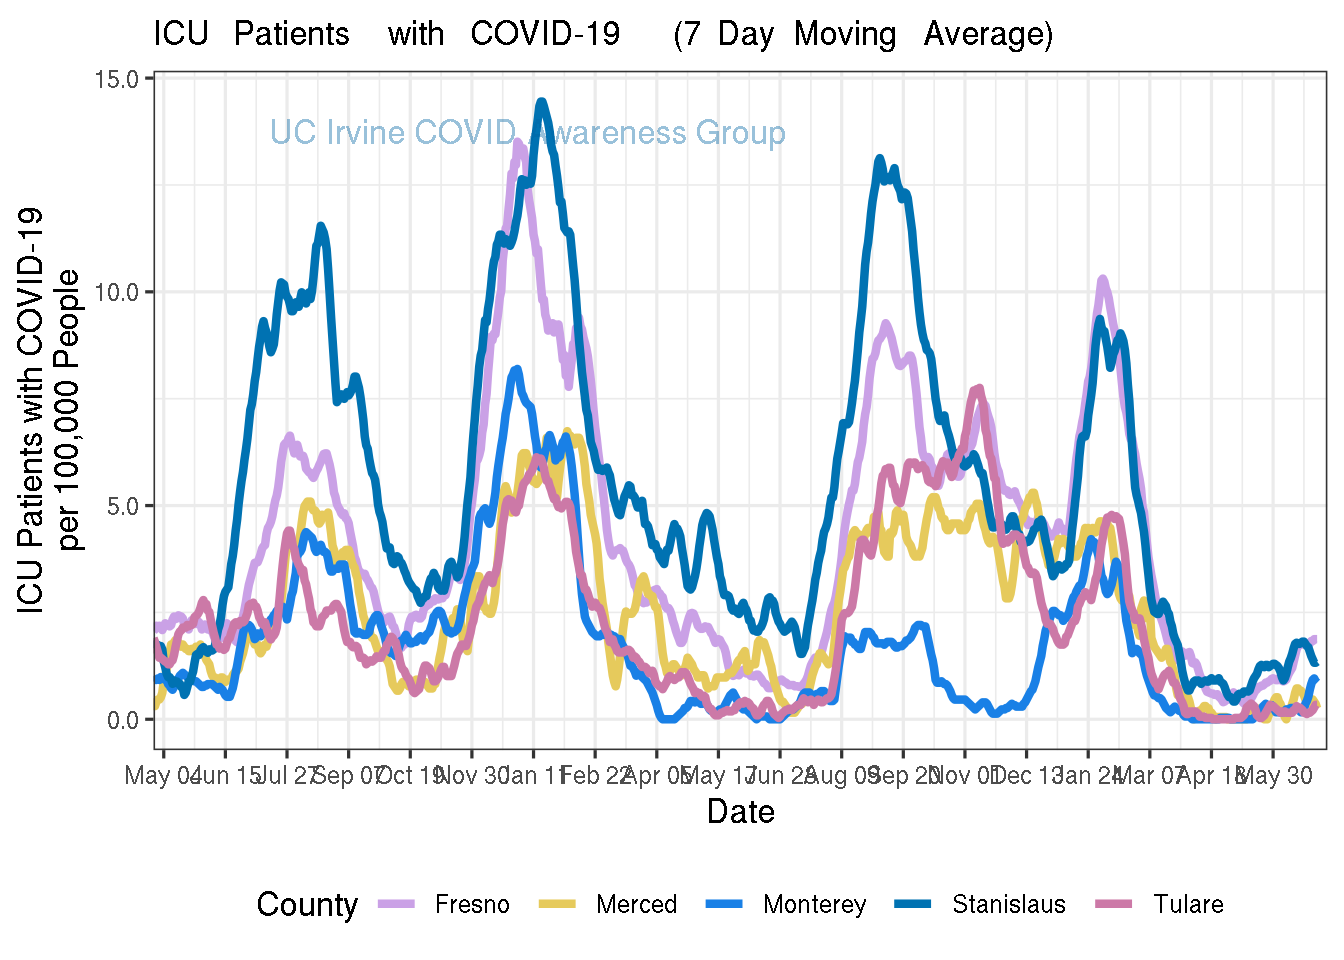 ICU Patients with COVID-19 (7 Day Moving Average)
UC Irvine COVID Awareness Group
ICU Patients with COVID-19
per 100,000 People
15.0
10.0
5.0
0.0
May 04 Jun 15 Jul 27 Sep 07 Oct 19 Nov 30 Jan 11 Feb 22 Apr 05 May 17 Jun 28 Aug 09 Sep 20 Nov 01 Dec 13 Jan 24 Mar 07 Apr 18 May 30
Date
County Fresno Merced Monterey Stanislaus Tulare